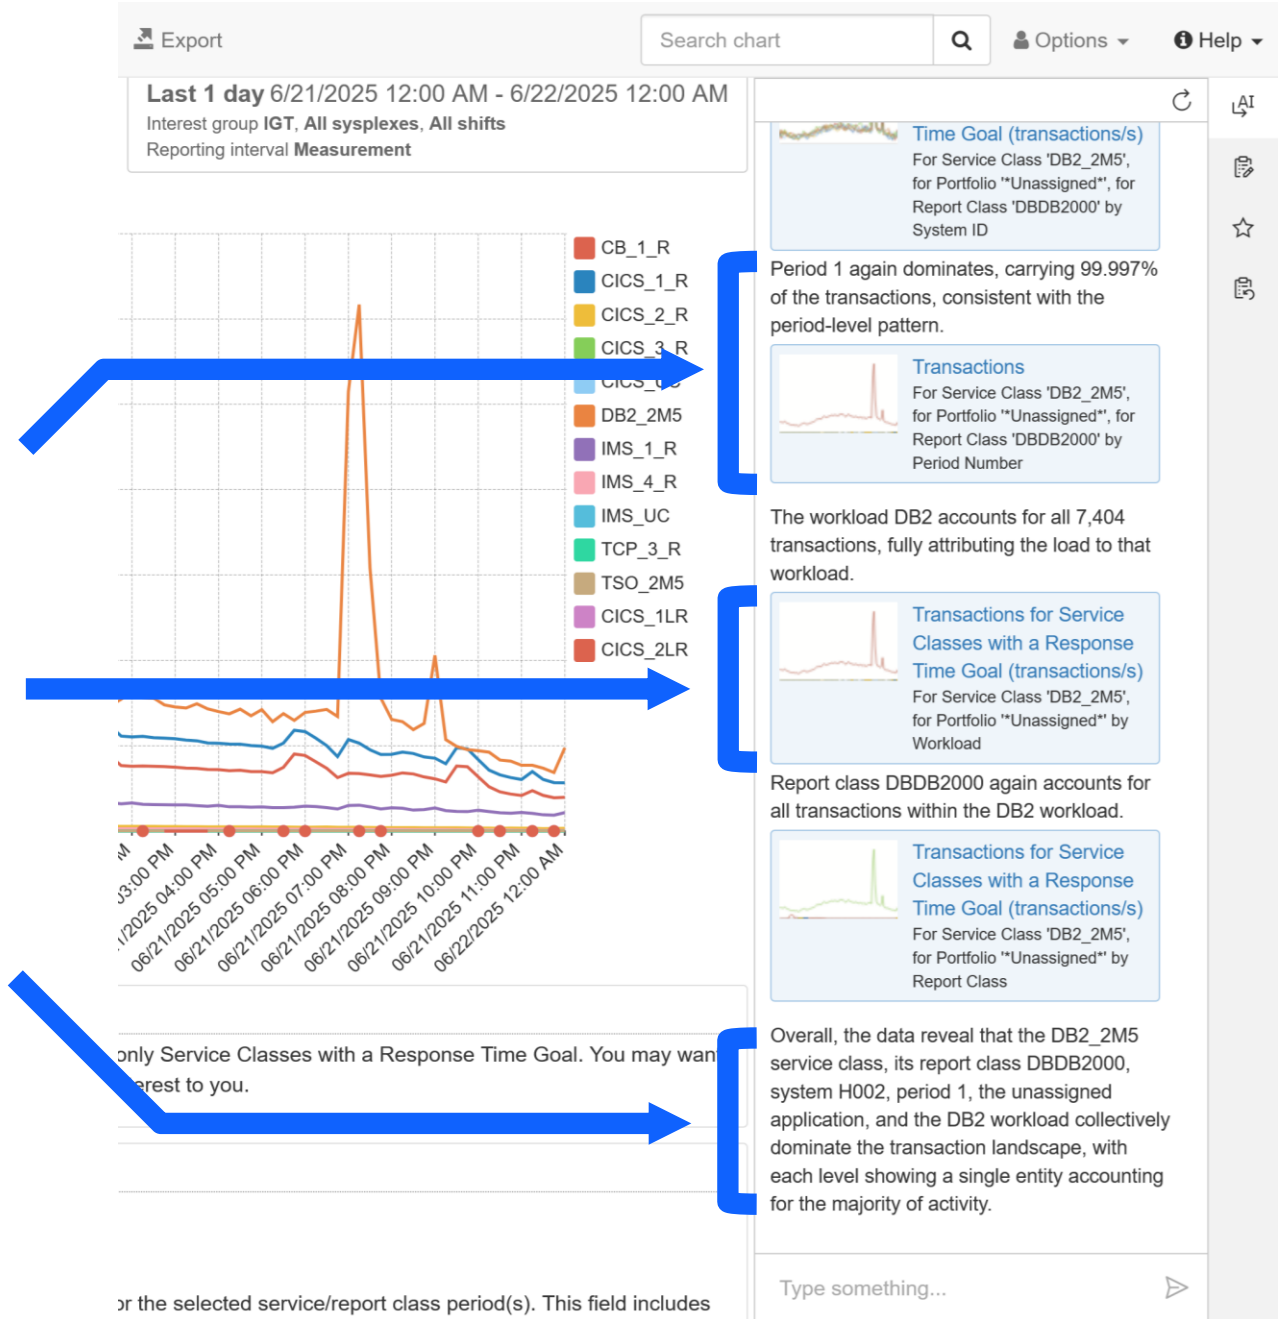 Export
Search chart
Options
Help
Last 1 day 6/21/2025 12:00 AM - 6/22/2025 12:00 AM
Interest group IGT, All sysplexes, All shifts
Reporting interval Measurement
CB_1_R
CICS_1_R
CICS_2_R
CICS_3_R
DB2_2M5
IMS_1_R
IMS_4_R
IMS_UC
TCP_3_R
TSO_2M5
CICS_1LR
CICS_2LR
03:00 PM
/2025 04:00 PM
06/21/2025 05:00 PM
06/21/2025 06:00 PM
06/21/2025 07:00 PM
06/21/2025 08:00 PM
06/21/2025 09:00 PM
06/21/2025 10:00 PM
06/21/2025 11:00 PM
06/22/2025 12:00 AM
only Service Classes with a Response Time Goal. You may want
erest to you.
or the selected service/report class period(s). This field includes
AI
Time Goal (transactions/s)
For Service Class 'DB2_2M5',
for Portfolio '*Unassigned*', for
Report Class 'DBDB2000' by
System ID
Period 1 again dominates, carrying 99.997%
of the transactions, consistent with the
period-level pattern.
Transactions
For Service Class 'DB2_2M5',
for Portfolio '*Unassigned*', for
Report Class 'DBDB2000' by
Period Number
The workload DB2 accounts for all 7,404
transactions, fully attributing the load to that
workload.
Transactions for Service
Classes with a Response
Time Goal (transactions/s)
For Service Class 'DB2_2M5',
for Portfolio '*Unassigned*' by
Workload
Report class DBDB2000 again accounts for
all transactions within the DB2 workload.
Transactions for Service
Classes with a Response
Time Goal (transactions/s)
For Service Class 'DB2_2M5',
for Portfolio '*Unassigned*' by
Report Class
Overall, the data reveal that the DB2_2M5
service class, its report class DBDB2000,
system H002, period 1, the unassigned
application, and the DB2 workload collectively
dominate the transaction landscape, with
each level showing a single entity accounting
for the majority of activity.
Type something...